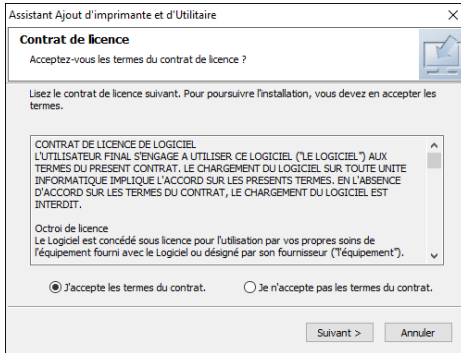 Assistant Ajout d'imprimante et d'Utilitaire
Contrat de licence
Acceptez-vous les termes du contrat de licence ?
Lisez le contrat de licence suivant. Pour poursuivre l'installation, vous devez en accepter les
termes.
CONTRAT DE LICENCE DE LOGICIEL
L'UTILISATEUR FINAL S'ENGAGE A UTILISER CE LOGICIEL ("LE LOGICIEL") AUX
TERMES DU PRESENT CONTRAT. LE CHARGEMENT DU LOGICIEL SUR TOUTE UNITE
INFORMATIQUE IMPLIQUE L'ACCORD SUR LES PRESENTS TERMES. EN L'ABSENCE
D'ACCORD SUR LES TERMES DU CONTRAT, LE CHARGEMENT DU LOGICIEL EST
INTERDIT.
Octroi de licence
Le Logiciel est concédé sous licence pour l'utilisation par vos propres soins de
l'équipement fourni avec le Logiciel ou désigné par son fournisseur ("l'équipement").
J'accepte les termes du contrat. Je n'accepte pas les termes du contrat.
Suivant > Annuler